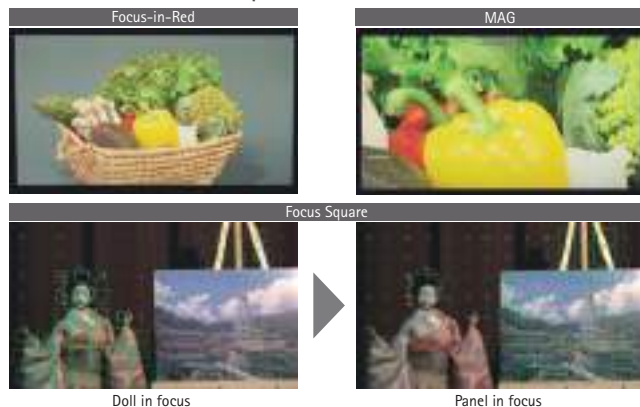 Focus-in-Red
MAG
Focus Square
Doll in focus
Panel in focus